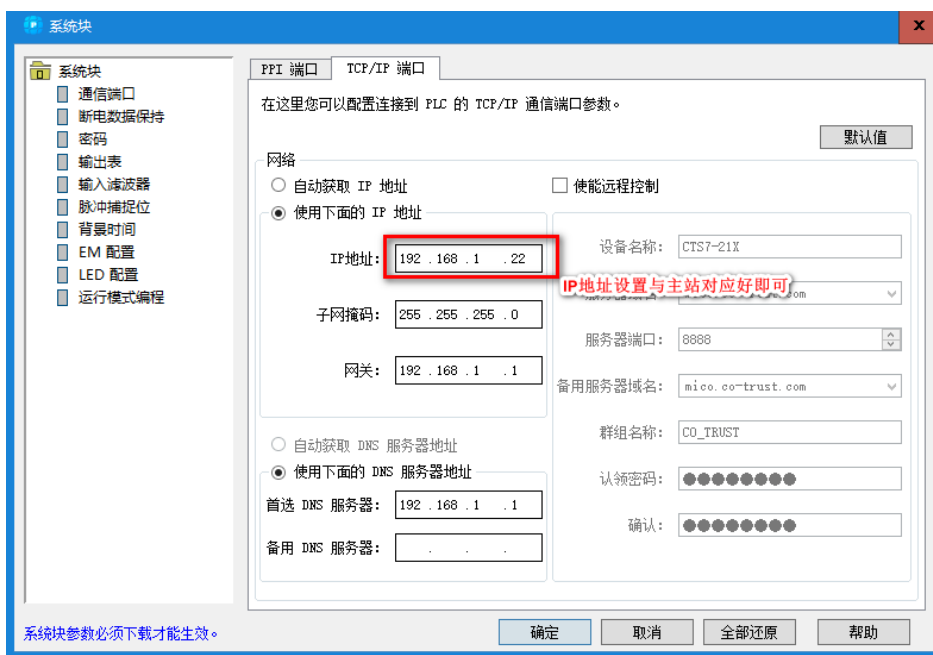 系统块
系统块
通信端口
断电数据保持
密码
输出表
输入滤波器
脉冲捕捉位
背景时间
EM 配置
LED 配置
运行模式编程
PPI 端口
TCP/IP 端口
在这里您可以配置连接到 PLC 的 TCP/IP 通信端口参数。
默认值
网络
自动获取 IP 地址
使能远程控制
使用下面的 IP 地址
IP地址: 192 .168 .1 .22
子网掩码: 255 .255 .255 .0
网关: 192 .168 .1 .1
自动获取 DNS 服务器地址
使用下面的 DNS 服务器地址
首选 DNS 服务器: 192 .168 .1 .1
备用 DNS 服务器: . . .
设备名称: CTS7-21X
IP地址设置与主站对应好即可
om
服务器端口: 8888
备用服务器域名: mico.co-trust.com
群组名称: CO_TRUST
认领密码: ●●●●●●●●
确认: ●●●●●●●●
系统块参数必须下载才能生效。
确定
取消
全部还原
帮助